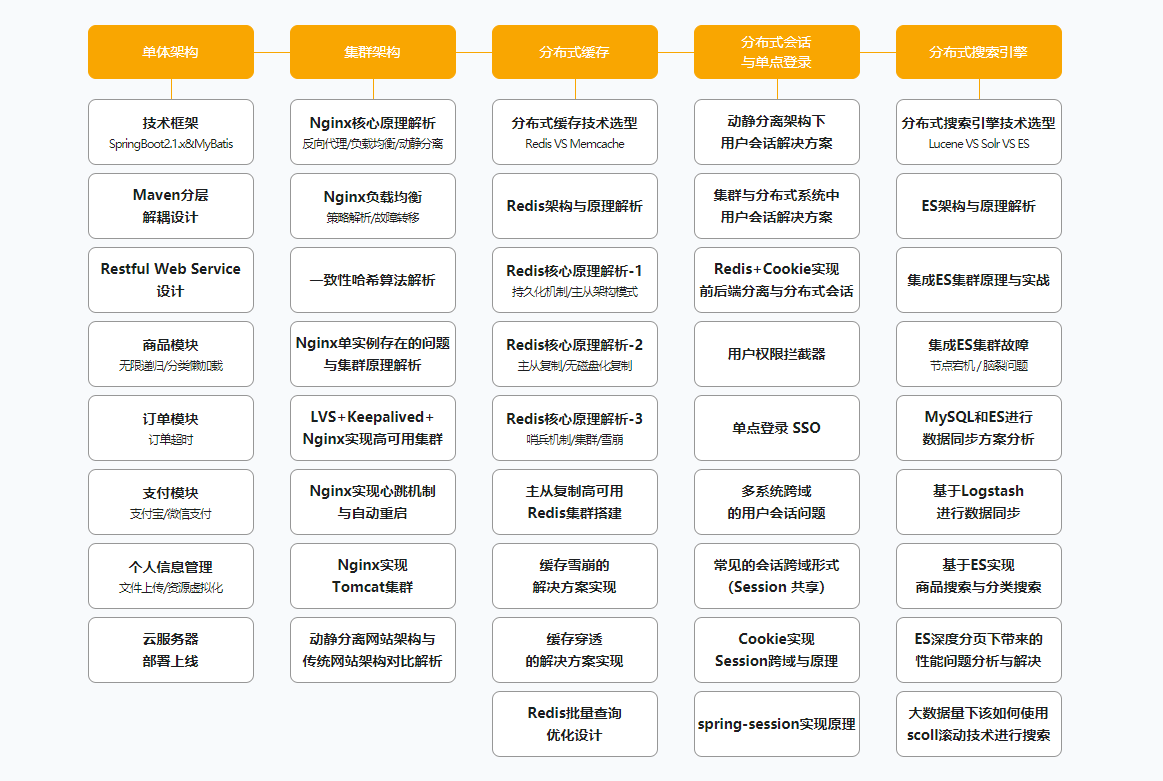 单体架构
技术框架
SpringBoot2.1.x&MyBatis
Maven分层
解耦设计
Restful Web Service
设计
商品模块
无限递归/分类懒加载
订单模块
订单超时
支付模块
支付宝/微信支付
个人信息管理
文件上传/资源虚拟化
云服务器
部署上线
集群架构
Nginx核心原理解析
反向代理/负载均衡/动静分离
Nginx负载均衡
策略解析/故障转移
一致性哈希算法解析
Nginx单实例存在的问题
与集群原理解析
LVS+Keepalived+
Nginx实现高可用集群
Nginx实现心跳机制
与自动重启
Nginx实现
Tomcat集群
动静分离网站架构与
传统网站架构对比解析
分布式缓存
分布式缓存技术选型
Redis VS Memcache
Redis架构与原理解析
Redis核心原理解析-1
持久化机制/主从架构模式
Redis核心原理解析-2
主从复制/无磁盘化复制
Redis核心原理解析-3
哨兵机制/集群/雪崩
主从复制高可用
Redis集群搭建
缓存雪崩的
解决方案实现
缓存穿透
的解决方案实现
Redis批量查询
优化设计
分布式会话
与单点登录
动静分离架构下
用户会话解决方案
集群与分布式系统中
用户会话解决方案
Redis+Cookie实现
前后端分离与分布式会话
用户权限拦截器
单点登录 SSO
多系统跨域
的用户会话问题
常见的会话跨域形式
（Session 共享）
Cookie实现
Session跨域与原理
spring-session实现原理
分布式搜索引擎
分布式搜索引擎技术选型
Lucene VS Solr VS ES
ES架构与原理解析
集成ES集群原理与实战
集成ES集群故障
节点宕机 / 脑裂问题
MySQL和ES进行
数据同步方案分析
基于Logstash
进行数据同步
基于ES实现
商品搜索与分类搜索
ES深度分页下带来的
性能问题分析与解决
大数据量下该如何使用
scoll滚动技术进行搜索